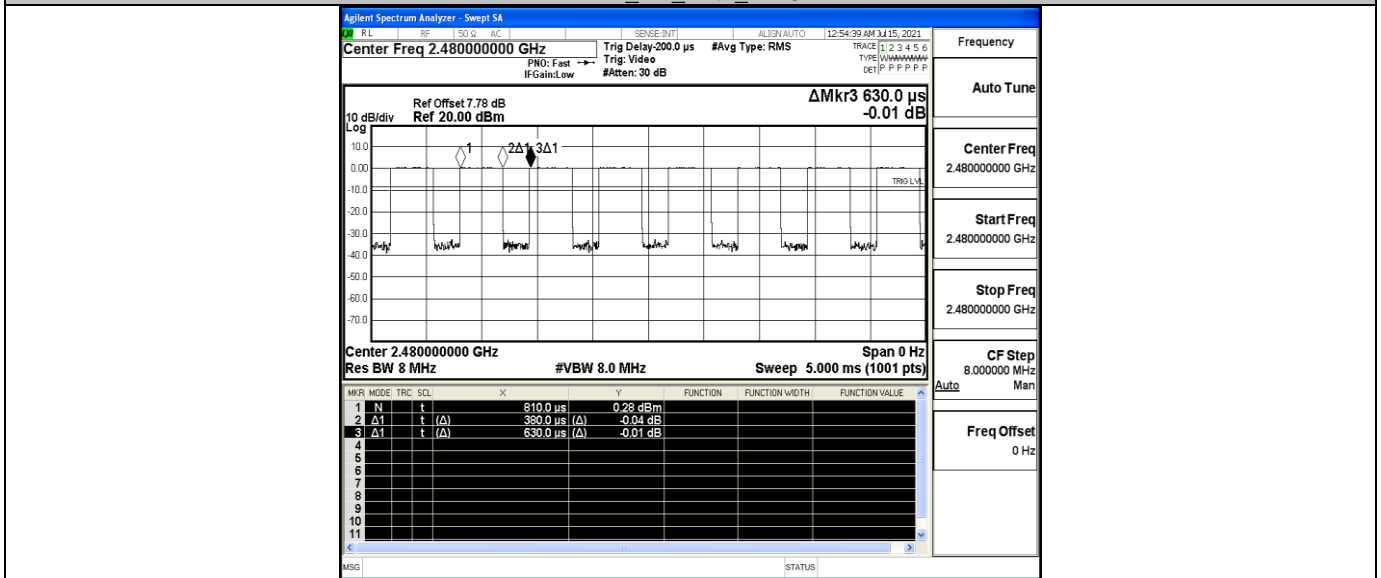 Agilent Spectrum Analyzer - Swept SA
RL RF 50 Ω AC SENSE:INT ALIGN AUTO 12:54:39 AM Jul 15, 2021
Center Freq 2.480000000 GHz
PNO: Fast
IFGain:Low
Trig Delay-200.0 µs
Trig: Video
#Atten: 30 dB
#Avg Type: RMS
TRACE 1 2 3 4 5 6
TYPE
DET P P P P P P
Ref Offset 7.78 dB
10 dB/div Ref 20.00 dBm
Log
ΔMkr3 630.0 µs
-0.01 dB
10.0
0.00
-10.0
-20.0
-30.0
-40.0
-50.0
-60.0
-70.0
1 2Δ1 3Δ1
TRIG LVL
Center 2.480000000 GHz Span 0 Hz
Res BW 8 MHz #VBW 8.0 MHz Sweep 5.000 ms (1001 pts)
MKR MODE TRC SCL X Y FUNCTION FUNCTION WIDTH FUNCTION VALUE
1 N t 810.0 µs 0.28 dBm
2 Δ1 t (Δ) 380.0 µs (Δ) -0.04 dB
3 Δ1 t (Δ) 630.0 µs (Δ) -0.01 dB
4
5
6
7
8
9
10
11
MSG STATUS
Frequency
Auto Tune
Center Freq
2.480000000 GHz
Start Freq
2.480000000 GHz
Stop Freq
2.480000000 GHz
CF Step
8.000000 MHz
Auto Man
Freq Offset
0 Hz